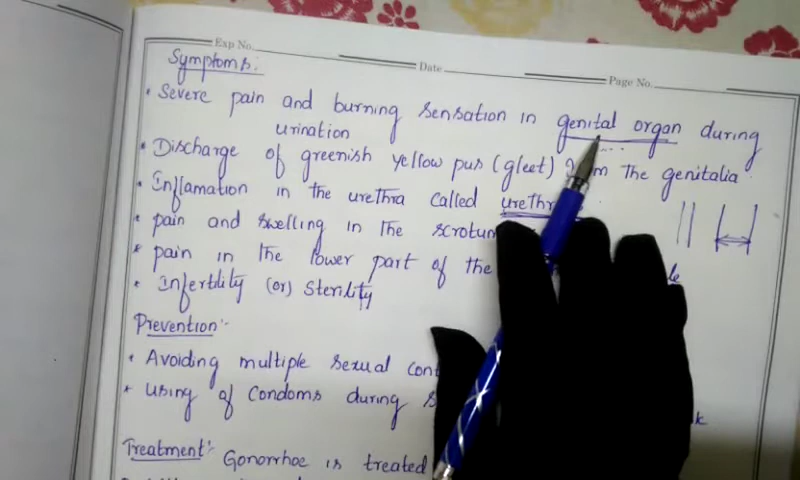 Exp No.
Date
Page No.
Symptoms:
• Severe pain and burning sensation in genital organ during
urination
• Discharge of greenish yellow pus (gleet) from the genitalia.
• Inflamation in the urethra called
• pain and swelling in the
• pain in the lower part of the
• Infertility (or) Sterility
Prevention:-
• Avoiding multiple sexual
• using of condoms during
Treatment:- Gonorrhoe is treated